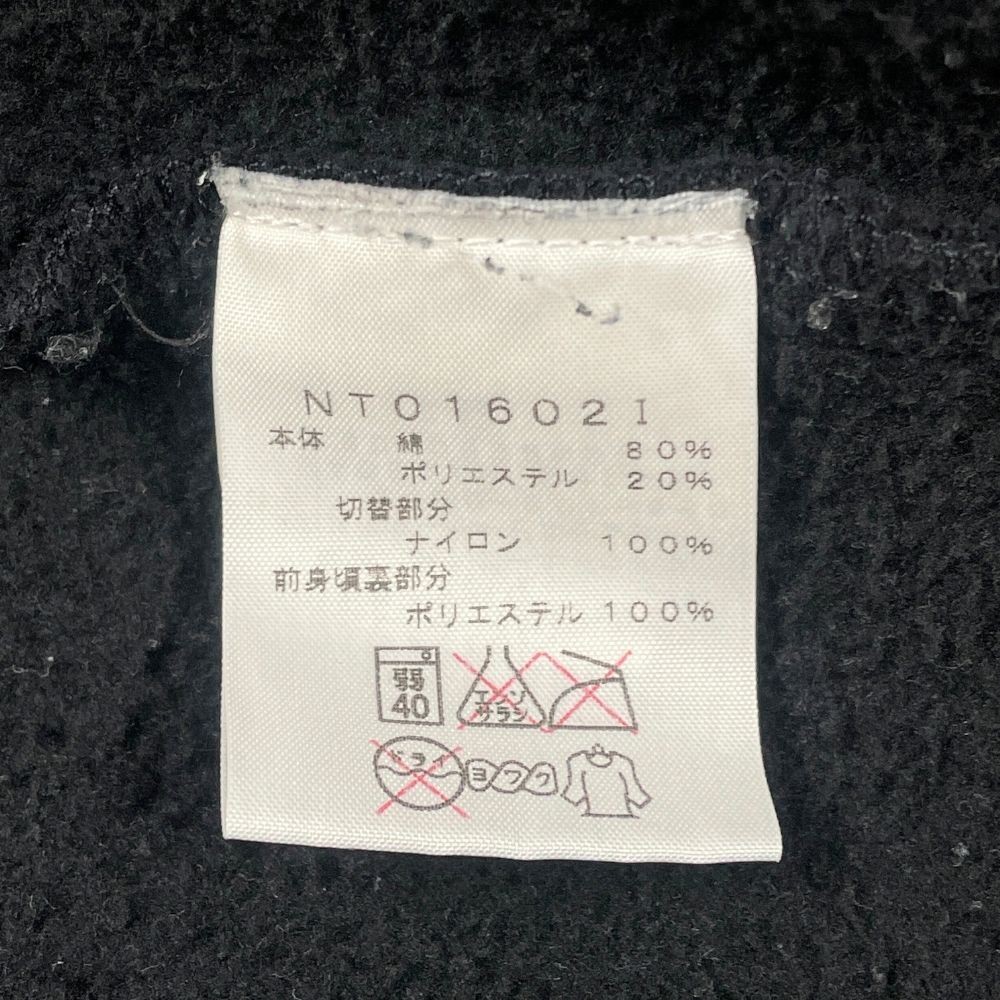 NT01602I
本体 綿 80%
ポリエステル 20%
切替部分
ナイロン 100%
前身頃裏部分
ポリエステル 100%
弱
40
エンソ
サラシ
ドライ
ヨワク